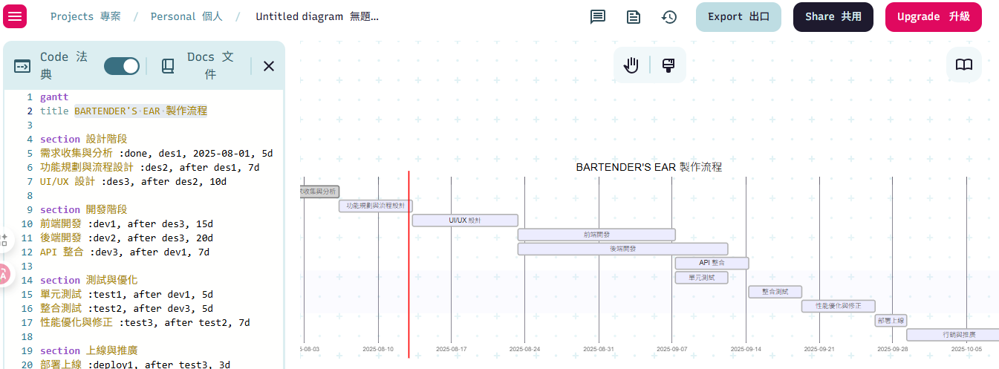 Projects 專案 / Personal 個人 / Untitled diagram 無題...
Export 出口
Share 共用
Upgrade 升級
Code 法典
Docs 文件
1 gantt
2 title BARTENDER'S EAR 製作流程
3
4 section 設計階段
5 需求收集與分析 :done, des1, 2025-08-01, 5d
6 功能規劃與流程設計 :des2, after des1, 7d
7 UI/UX 設計 :des3, after des2, 10d
8
9 section 開發階段
10 前端開發 :dev1, after des3, 15d
11 後端開發 :dev2, after des3, 20d
12 API 整合 :dev3, after dev1, 7d
13
14 section 測試與優化
15 單元測試 :test1, after dev1, 5d
16 整合測試 :test2, after dev3, 5d
17 性能優化與修正 :test3, after test2, 7d
18
19 section 上線與推廣
20 部署上線 :deploy1, after test3, 3d
BARTENDER'S EAR 製作流程
收集與分析
功能規劃與流程設計
UI/UX 設計
前端開發
後端開發
API 整合
單元測試
整合測試
性能優化與修正
部署上線
行銷與推廣
5-08-03 2025-08-10 2025-08-17 2025-08-24 2025-08-31 2025-09-07 2025-09-14 2025-09-21 2025-09-28 2025-10-05